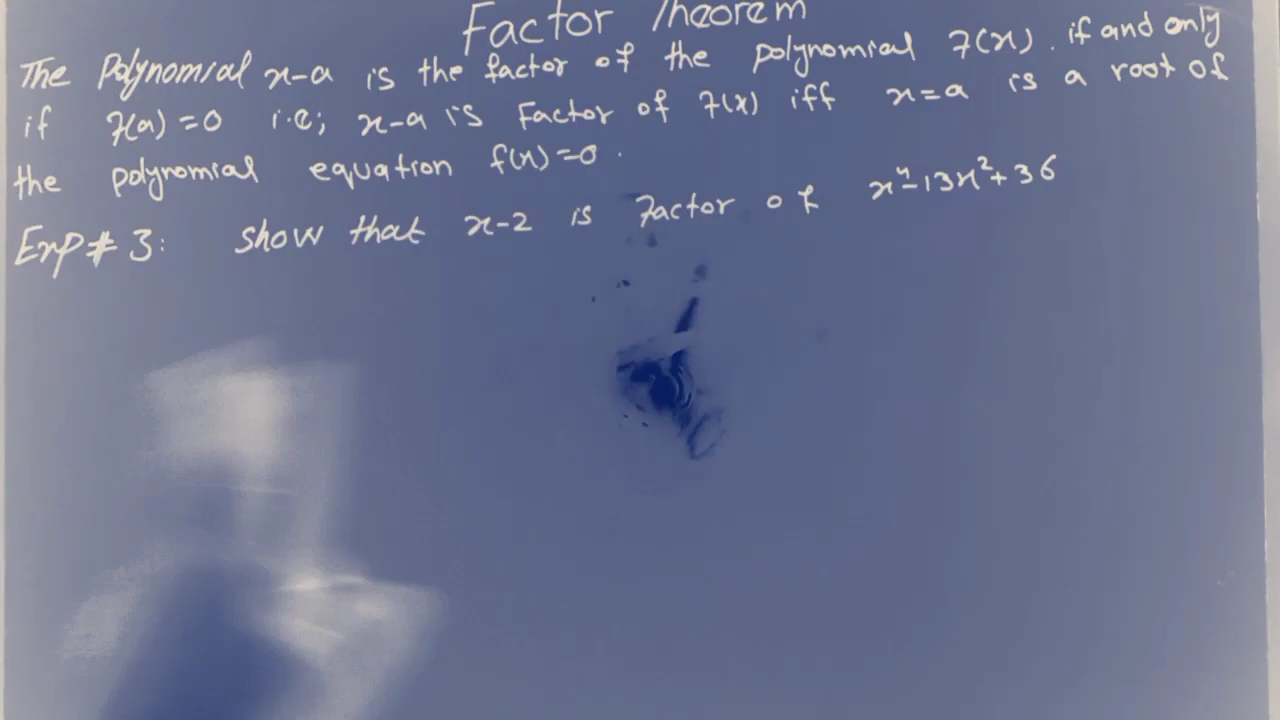 Factor Theorem
The Polynomial x-a is the factor of the polynomial f(x). if and only
if f(a)=0 i.e; x-a is Factor of f(x) iff x=a is a root of
the polynomial equation f(x)=0.
Exp# 3: show that x-2 is factor of x⁴-13x²+36